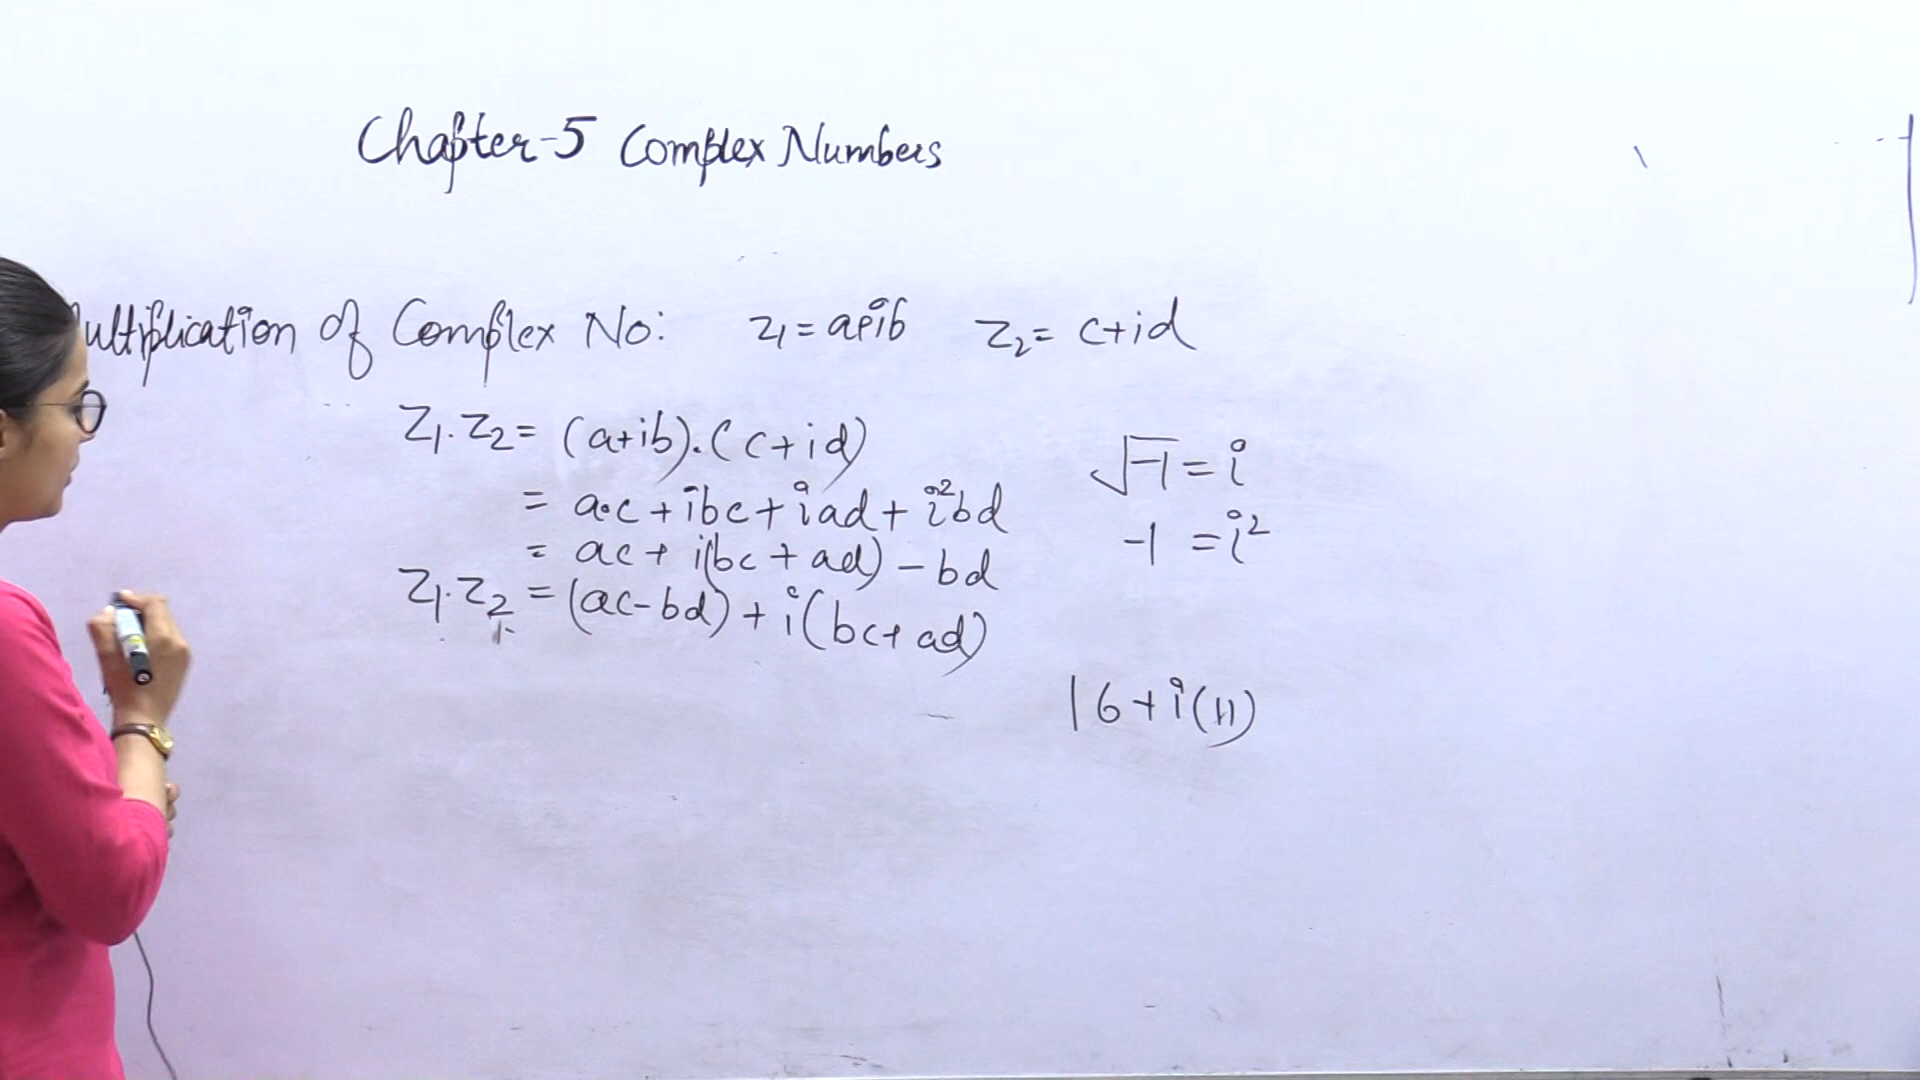 Chapter-5 Complex Numbers
Multiplication of Complex No: z₁ = a+ib z₂ = c+id
z₁.z₂ = (a+ib).(c+id)
= a.c + ibc + iad + i²bd
= ac + i(bc + ad) - bd
z₁.z₂ = (ac-bd) + i(bc+ad)
√-1 = i
-1 = i²
16+i(11)